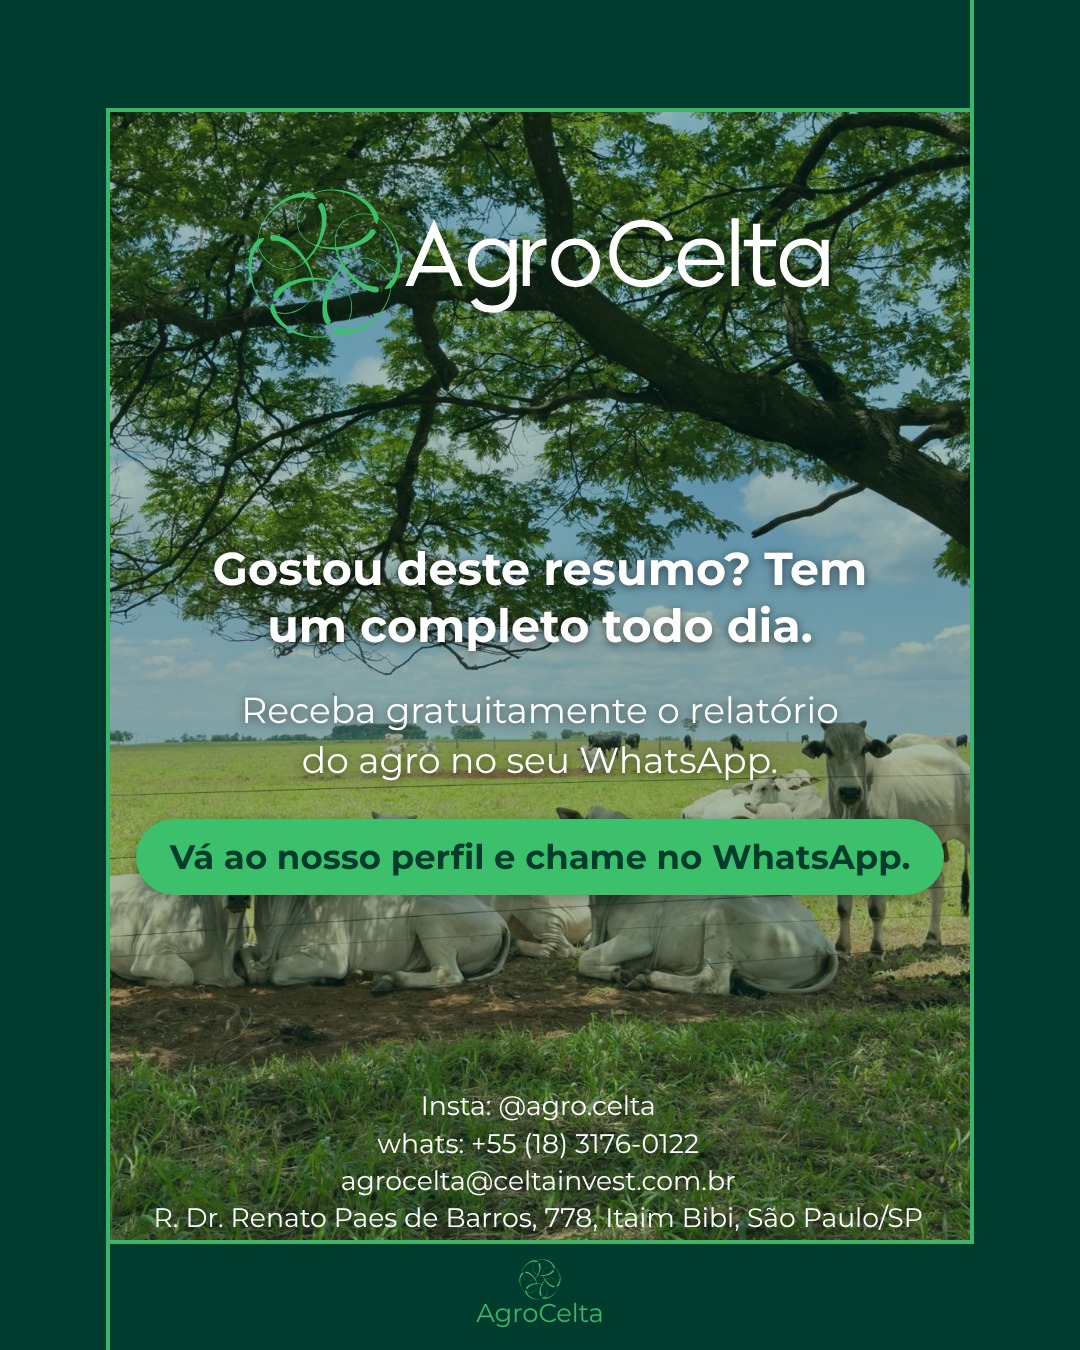 AgroCelta
Gostou deste resumo? Tem
um completo todo dia.
Receba gratuitamente o relatório
do agro no seu WhatsApp.
Vá ao nosso perfil e chame no WhatsApp.
Insta: @agro.celta
whats: +55 (18) 3176-0122
agrocelta@celtainvest.com.br
R. Dr. Renato Paes de Barros, 778, Itaim Bibi, São Paulo/SP
AgroCelta